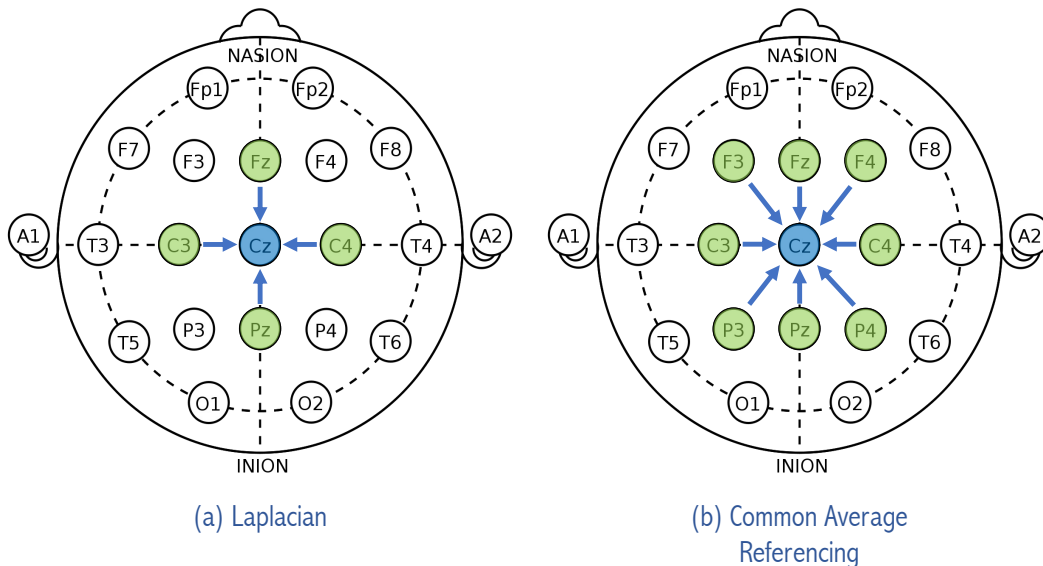 NASION NASION
Fp1 Fp2 Fp1 Fp2
F7 F3 Fz F4 F8 F7 F3 Fz F4 F8
A1 T3 C3 Cz C4 T4 A2 A1 T3 C3 Cz C4 T4 A2
T5 P3 Pz P4 T6 T5 P3 Pz P4 T6
O1 O2 O1 O2
INION INION
(a) Laplacian (b) Common Average
Referencing